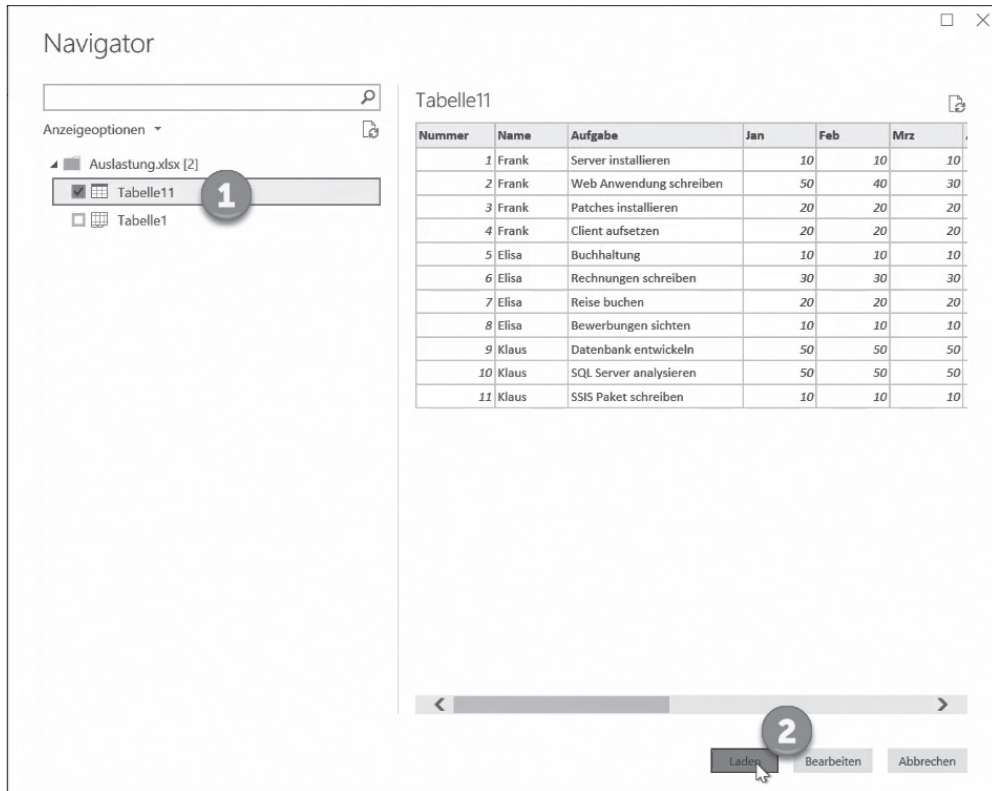 Navigator
Anzeigeoptionen
Auslastung.xlsx [2]
Tabelle11
1
Tabelle1
Tabelle11
Nummer Name Aufgabe Jan Feb Mrz
1 Frank Server installieren 10 10 10
2 Frank Web Anwendung schreiben 50 40 30
3 Frank Patches installieren 20 20 20
4 Frank Client aufsetzen 20 20 20
5 Elisa Buchhaltung 10 10 10
6 Elisa Rechnungen schreiben 30 30 30
7 Elisa Reise buchen 20 20 20
8 Elisa Bewerbungen sichten 10 10 10
9 Klaus Datenbank entwickeln 50 50 50
10 Klaus SQL Server analysieren 50 50 50
11 Klaus SSIS Paket schreiben 10 10 10
2
Laden Bearbeiten Abbrechen